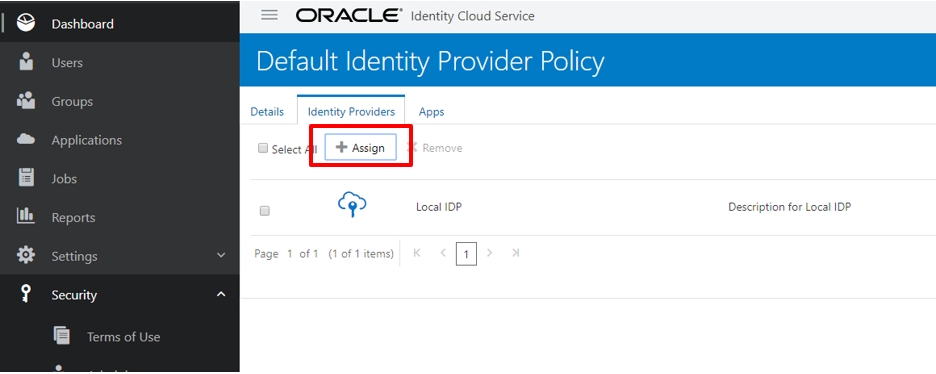 Dashboard
Users
Groups
Applications
Jobs
Reports
Settings
Security
Terms of Use
ORACLE® Identity Cloud Service
Default Identity Provider Policy
Details Identity Providers Apps
Select All + Assign Remove
Local IDP Description for Local IDP
Page 1 of 1 (1 of 1 items) 1